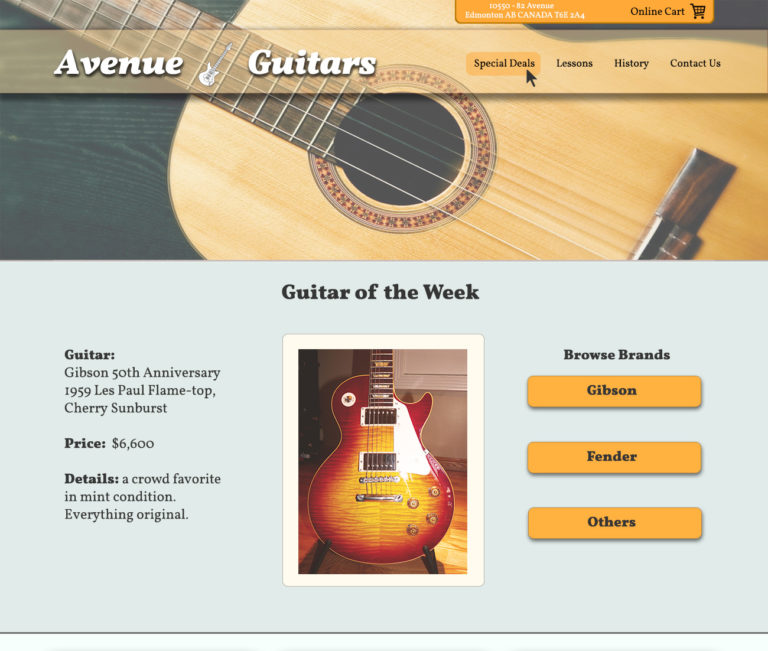 10550 - 82 Avenue
Edmonton AB CANADA T6E 2A4
Online Cart
Avenue Guitars
Special Deals
Lessons
History
Contact Us
Guitar of the Week
Guitar:
Gibson 50th Anniversary
1959 Les Paul Flame-top,
Cherry Sunburst
Price: $6,600
Details: a crowd favorite
in mint condition.
Everything original.
Browse Brands
Gibson
Fender
Others